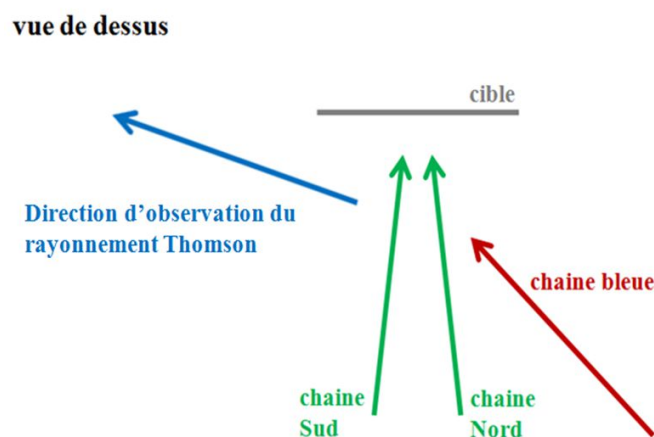 vue de dessus
cible
Direction d’observation du
rayonnement Thomson
chaine bleue
chaine
Sud
chaine
Nord